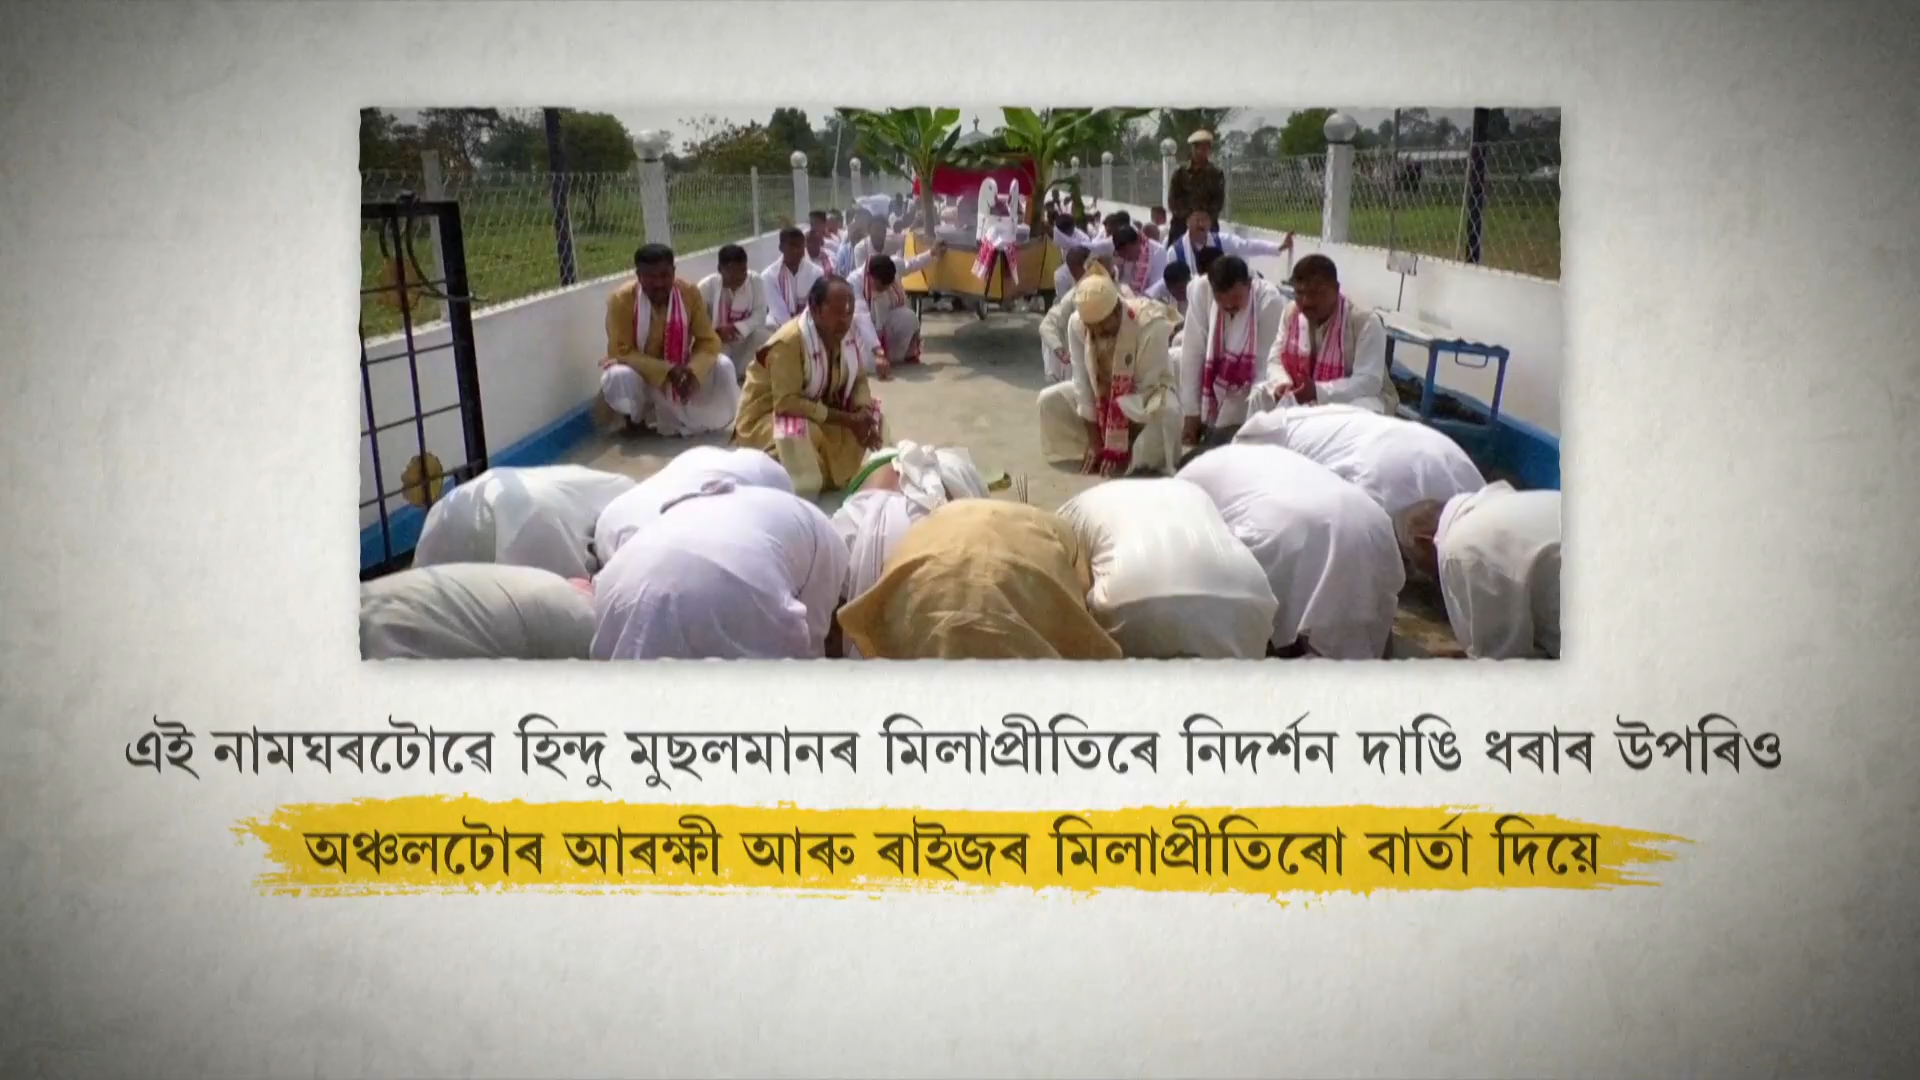 এই নামঘৰটোৱে হিন্দু মুছলমানৰ মিলাপ্ৰীতিৰে নিদৰ্শন দাঙি ধৰাৰ উপৰিও
অঞ্চলটোৰ আৰক্ষী আৰু ৰাইজৰ মিলাপ্ৰীতিৰো বাৰ্তা দিয়ে